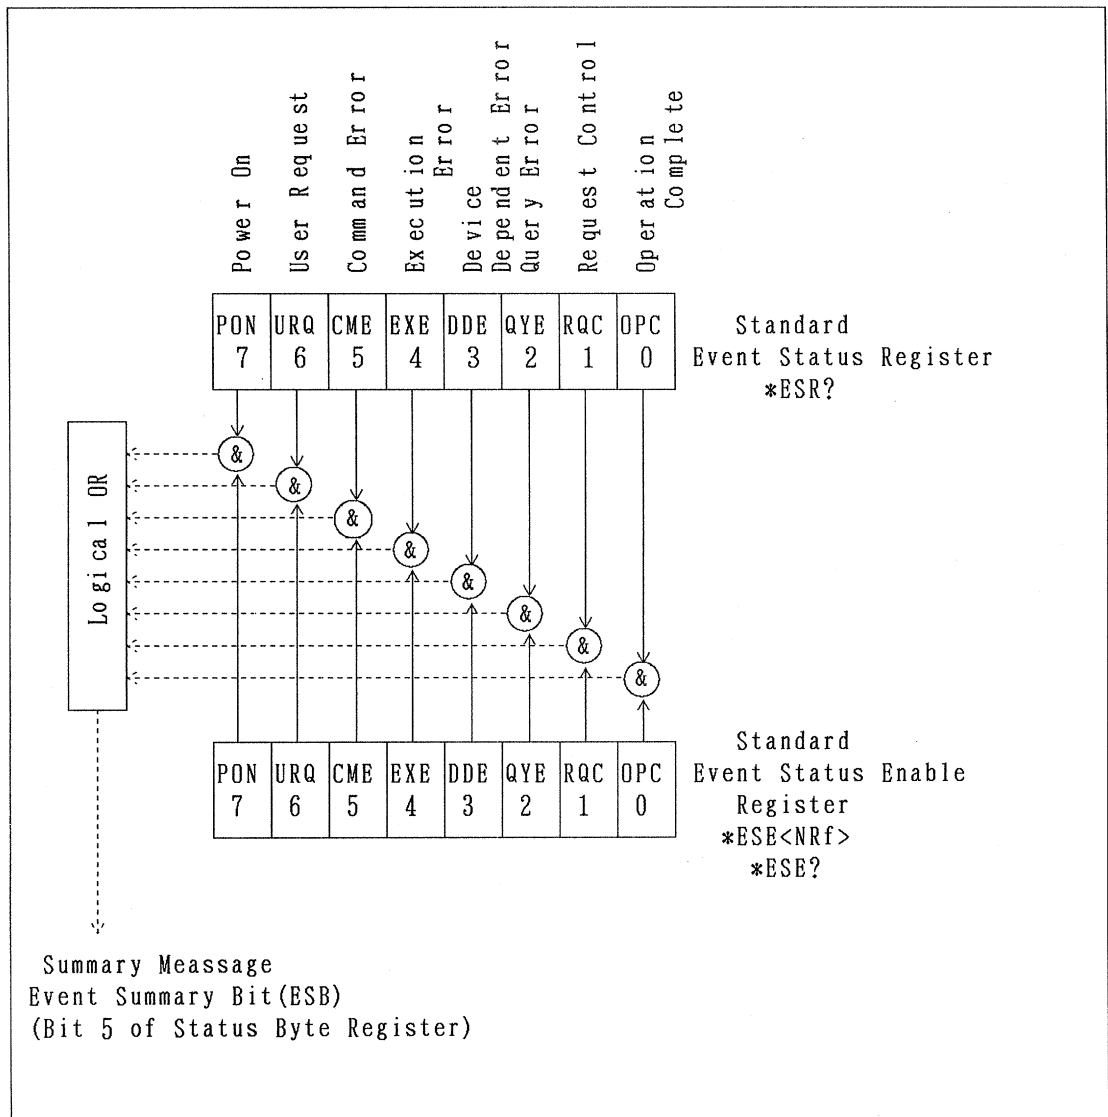 Power On
User Request
Command Error
Execution
Error
Device
Dependent Error
Query Error
Request Control
Operation
Complete
PON URQ CME EXE DDE QYE RQC OPC
7 6 5 4 3 2 1 0
Standard
Event Status Register
*ESR?
Logical OR
&
&
&
&
&
&
&
&
PON URQ CME EXE DDE QYE RQC OPC
7 6 5 4 3 2 1 0
Standard
Event Status Enable
Register
*ESE<NRf>
*ESE?
Summary Meassage
Event Summary Bit(ESB)
(Bit 5 of Status Byte Register)